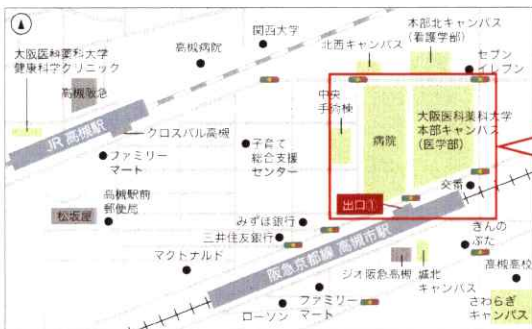 関西大学
本部北キャンパス
(看護学部)
大阪医科薬科大学
健康科学クリニック
高槻病院
北西キャンパス
セブン
イレブン
高槻阪急
中央
手術棟
大阪医科薬科大学
本部キャンパス
(医学部)
病院
JR 高槻駅
クロスパル高槻
子育て
総合支援
センター
ファミリー
マート
交番
高槻駅前
郵便局
出口①
松坂屋
みずほ銀行
三井住友銀行
きんの
ぶた
阪急京都線 高槻市駅
マクドナルド
ジオ阪急高槻
城北
キャンパス
高槻高校
ファミリー
マート
ローソン
さわらぎ
キャンパス